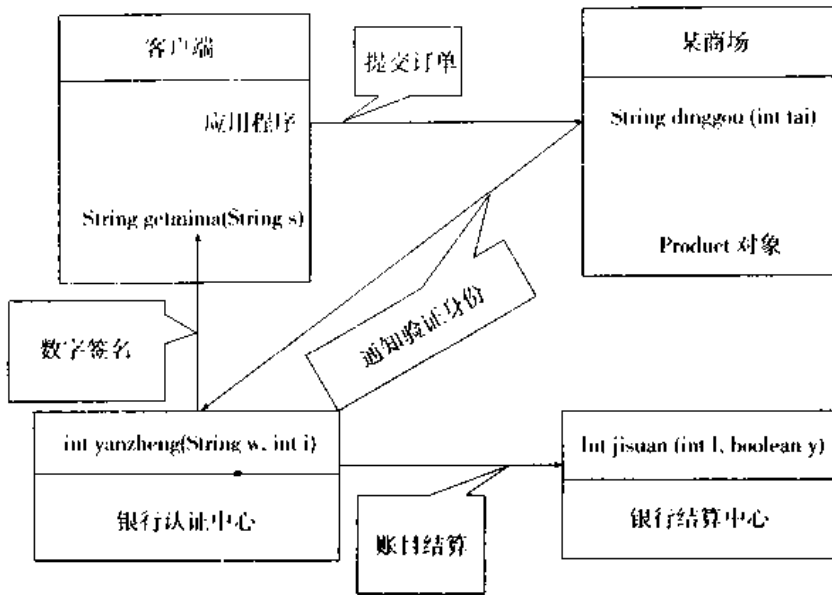 客户端
提交订单
某商场
应用程序
String dinggou (int tai)
String getmima(String s)
Product 对象
数字签名
通知验证身份
int yanzheng(String w, int i)
Int jisuan (int l, boolean y)
银行认证中心
账目结算
银行结算中心